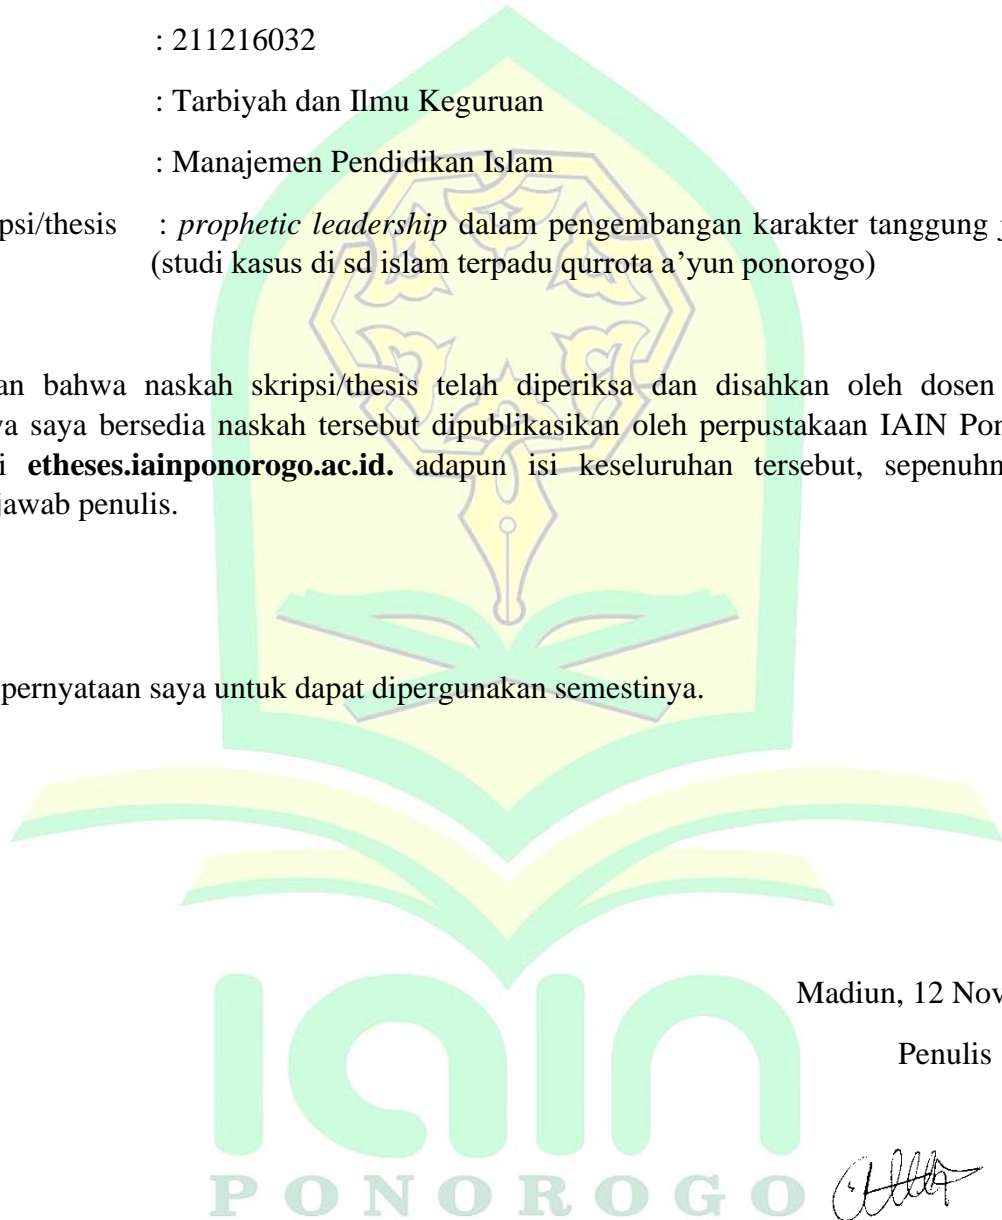 : 211216032
: Tarbiyah dan Ilmu Keguruan
: Manajemen Pendidikan Islam
psi/thesis : prophetic leadership dalam pengembangan karakter tanggung j
(studi kasus di sd islam terpadu qurrota a’yun ponorogo)
an bahwa naskah skripsi/thesis telah diperiksa dan disahkan oleh dosen
va saya bersedia naskah tersebut dipublikasikan oleh perpustakaan IAIN Pon
i etheses.iainponorogo.ac.id. adapun isi keseluruhan tersebut, sepenuhn
jawab penulis.
pernyataan saya untuk dapat dipergunakan semestinya.
Madiun, 12 Nov
Penulis
iain
PONOROGO